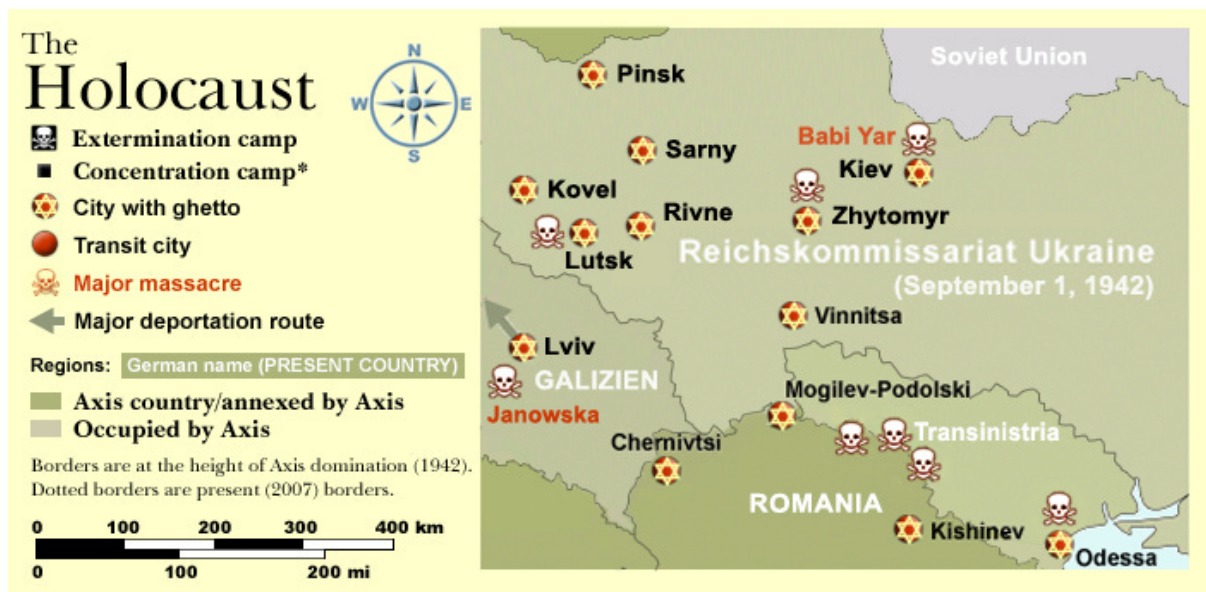 The
Holocaust
N
W
E
S
Extermination camp
Concentration camp*
City with ghetto
Transit city
Major massacre
Major deportation route
Regions: German name (PRESENT COUNTRY)
Axis country/annexed by Axis
Occupied by Axis
Borders are at the height of Axis domination (1942).
Dotted borders are present (2007) borders.
0 100 200 300 400 km
0 100 200 mi
Soviet Union
Pinsk
Babi Yar
Sarny
Kiev
Kovel
Rivne
Zhytomyr
Lutsk
Reichskommissariat Ukraine
(September 1, 1942)
Vinnitsa
Lviv
GALIZIEN
Janowska
Mogilev-Podolski
Chernivtsi
Transinistria
ROMANIA
Kishinev
Odessa